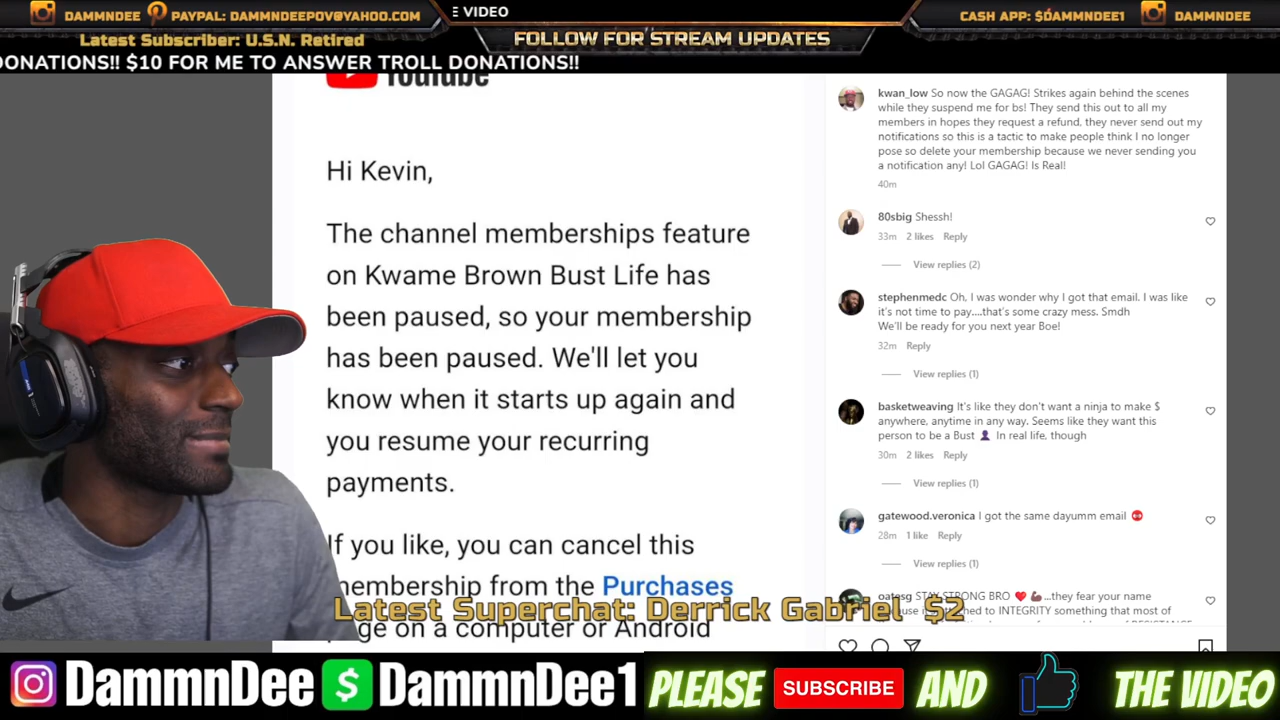 DAMMNDEE
PAYPAL: DAMMNDEEPOV@YAHOO.COM
E VIDEO
CASH APP: $DAMMNDEE1
DAMMNDEE
Latest Subscriber: U.S.N. Retired
FOLLOW FOR STREAM UPDATES
DONATIONS!! $10 FOR ME TO ANSWER TROLL DONATIONS!!
YouTube
Hi Kevin,
The channel memberships feature
on Kwame Brown Bust Life has
been paused, so your membership
has been paused. We'll let you
know when it starts up again and
you resume your recurring
payments.
If you like, you can cancel this
membership from the Purchases
page on a computer or Android
kwan_low So now the GAGAG! Strikes again behind the scenes
while they suspend me for bs! They send this out to all my
members in hopes they request a refund, they never send out my
notifications so this is a tactic to make people think I no longer
pose so delete your membership because we never sending you
a notification any! Lol GAGAG! Is Real!
40m
80sbig Shessh!
33m 2 likes Reply
View replies (2)
stephenmedc Oh, I was wonder why I got that email. I was like
it's not time to pay....that's some crazy mess. Smdh
We'll be ready for you next year Boe!
32m Reply
View replies (1)
basketweaving It's like they don't want a ninja to make $
anywhere, anytime in any way. Seems like they want this
person to be a Bust 👤 In real life, though
30m 2 likes Reply
View replies (1)
gatewood.veronica I got the same dayumm email
28m 1 like Reply
View replies (1)
STAY STRONG BRO ❤️ 💪🏿...they fear your name
to INTEGRITY something that most of
Latest Superchat: Derrick Gabriel $2
DammnDee
$
DammnDee1
PLEASE
SUBSCRIBE
AND
THE VIDEO